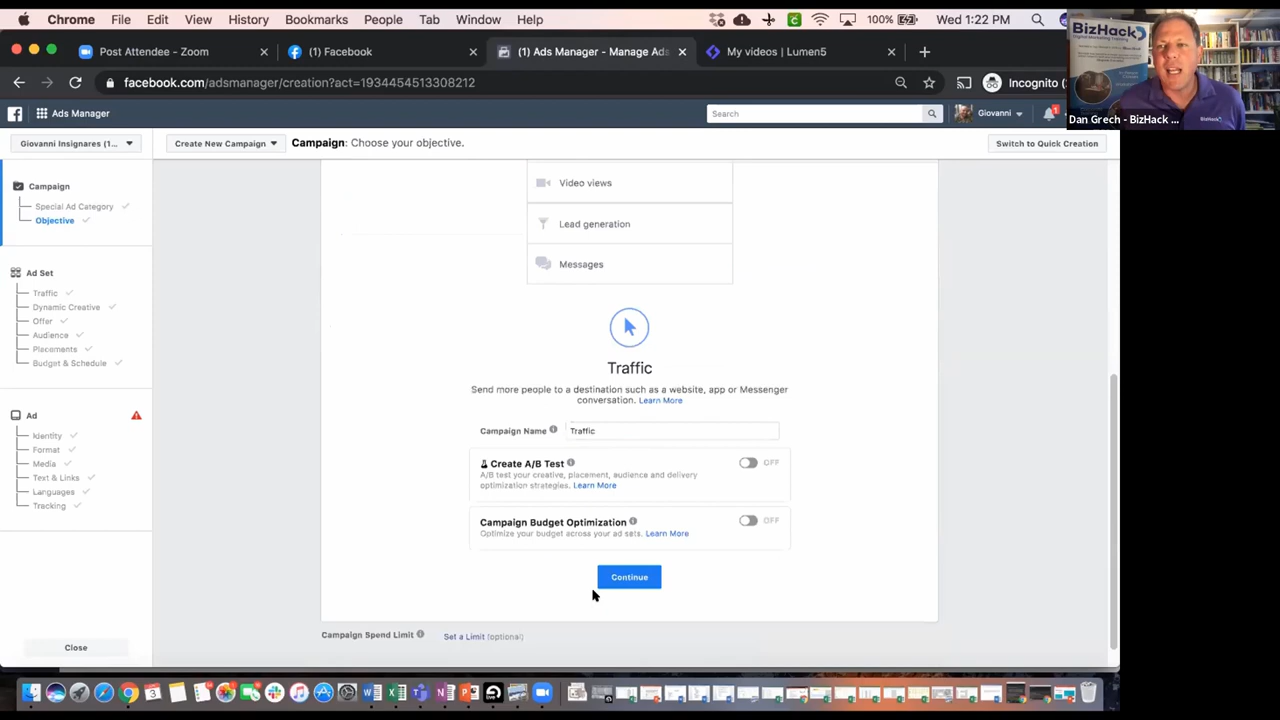 Chrome File Edit View History Bookmarks People Tab Window Help
100% Wed 1:22 PM
Post Attendee - Zoom
(1) Facebook
(1) Ads Manager - Manage Ads
My videos | Lumen5
facebook.com/adsmanager/creation?act=1934454513308212
Incognito
BizHack
Digital Marketing Training
BizHack
Dan Grech - BizHack ...
Ads Manager
Search
Giovanni
1
Giovanni Insignares (1...
Create New Campaign
Campaign: Choose your objective.
Switch to Quick Creation
Campaign
Special Ad Category
Objective
Ad Set
Traffic
Dynamic Creative
Offer
Audience
Placements
Budget & Schedule
Ad
Identity
Format
Media
Text & Links
Languages
Tracking
Close
Video views
Lead generation
Messages
Traffic
Send more people to a destination such as a website, app or Messenger
conversation. Learn More
Campaign Name
Traffic
Create A/B Test
OFF
A/B test your creative, placement, audience and delivery
optimization strategies. Learn More
Campaign Budget Optimization
OFF
Optimize your budget across your ad sets. Learn More
Continue
Campaign Spend Limit
Set a Limit (optional)